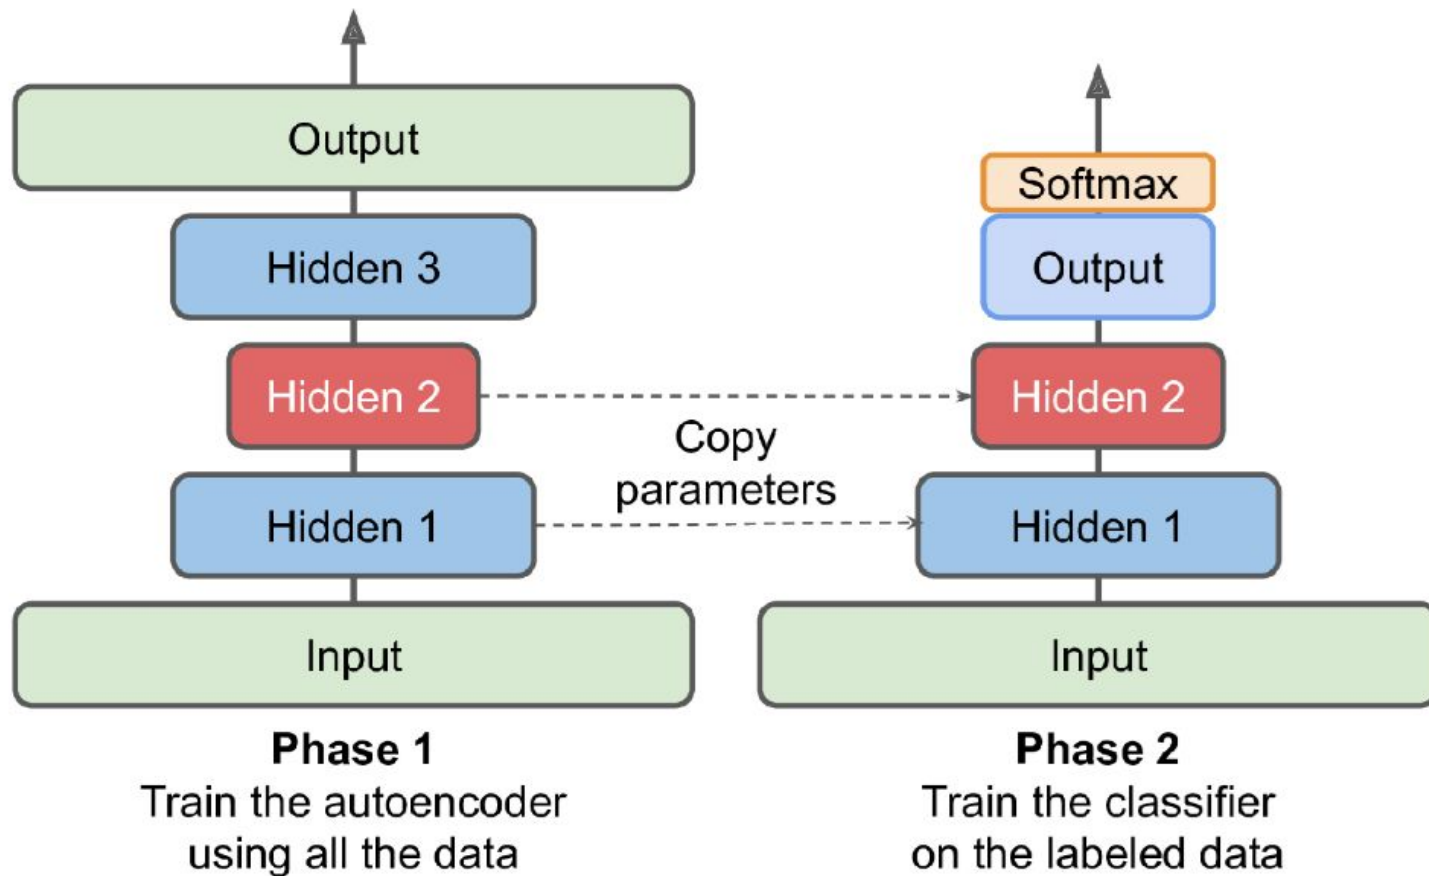 Output
Hidden 3
Hidden 2
Hidden 1
Input
Phase 1
Train the autoencoder
using all the data
Copy
parameters
Softmax
Output
Hidden 2
Hidden 1
Input
Phase 2
Train the classifier
on the labeled data